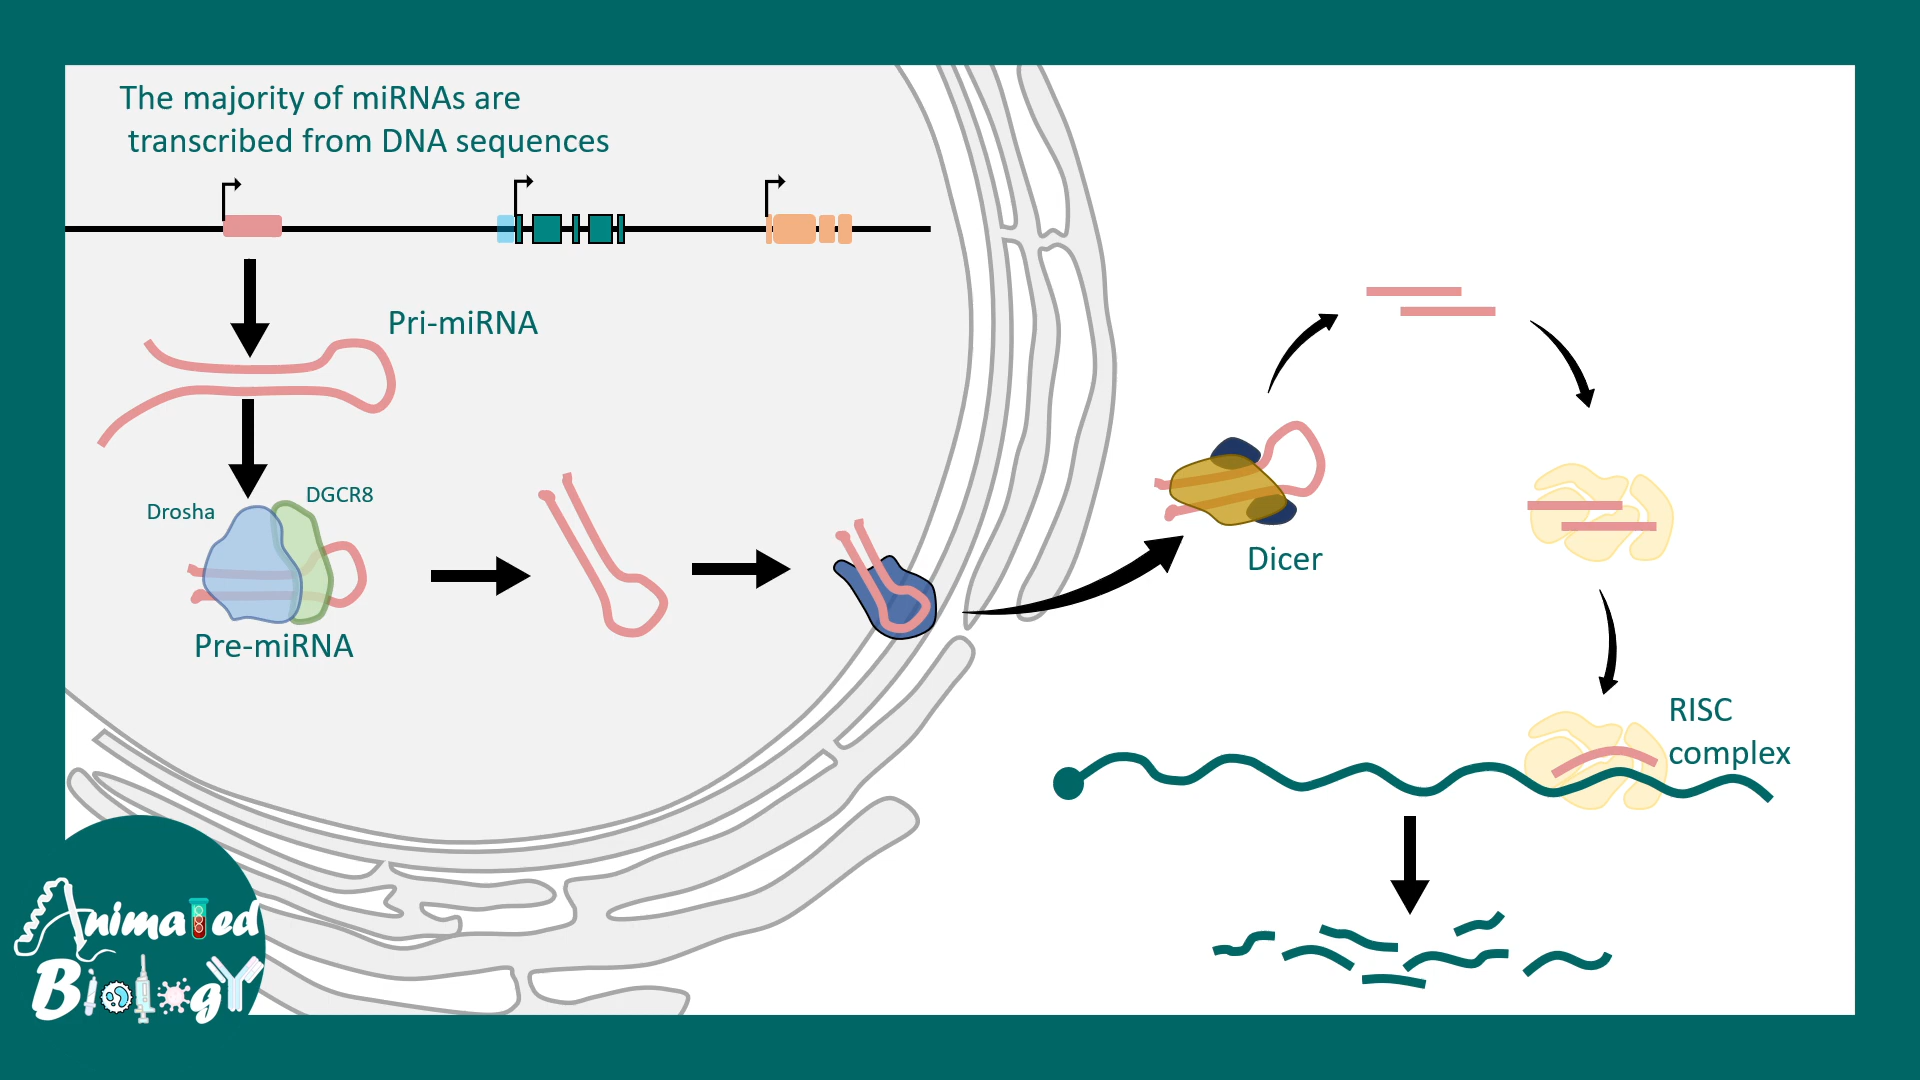 The majority of miRNAs are
transcribed from DNA sequences
Pri-miRNA
Drosha
DGCR8
Pre-miRNA
Dicer
RISC
complex
Animated
Biology